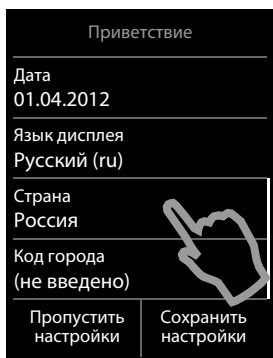 Приветствие
Дата
01.04.2012
Язык дисплея
Русский (ru)
Страна
Россия
Код города
(не введено)
Пропустить
настройки
Сохранить
настройки